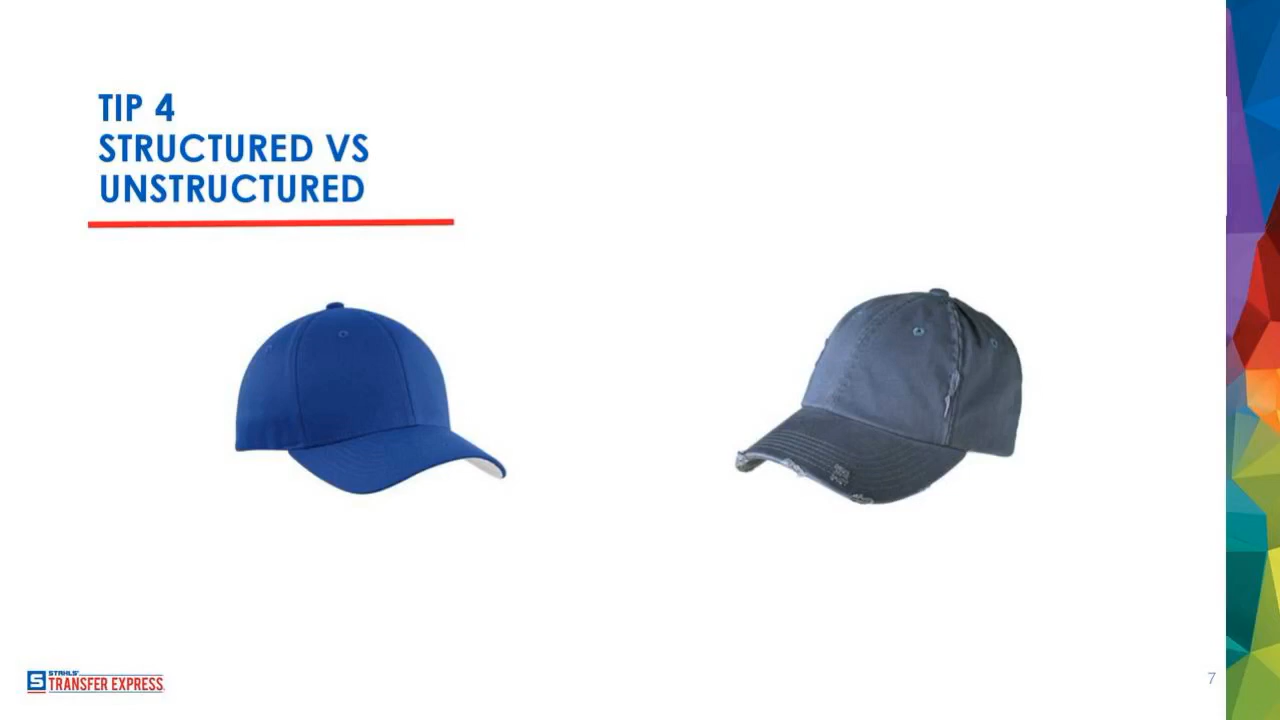 TIP 4
STRUCTURED VS
UNSTRUCTURED
S STAHLS'
TRANSFER EXPRESS
7